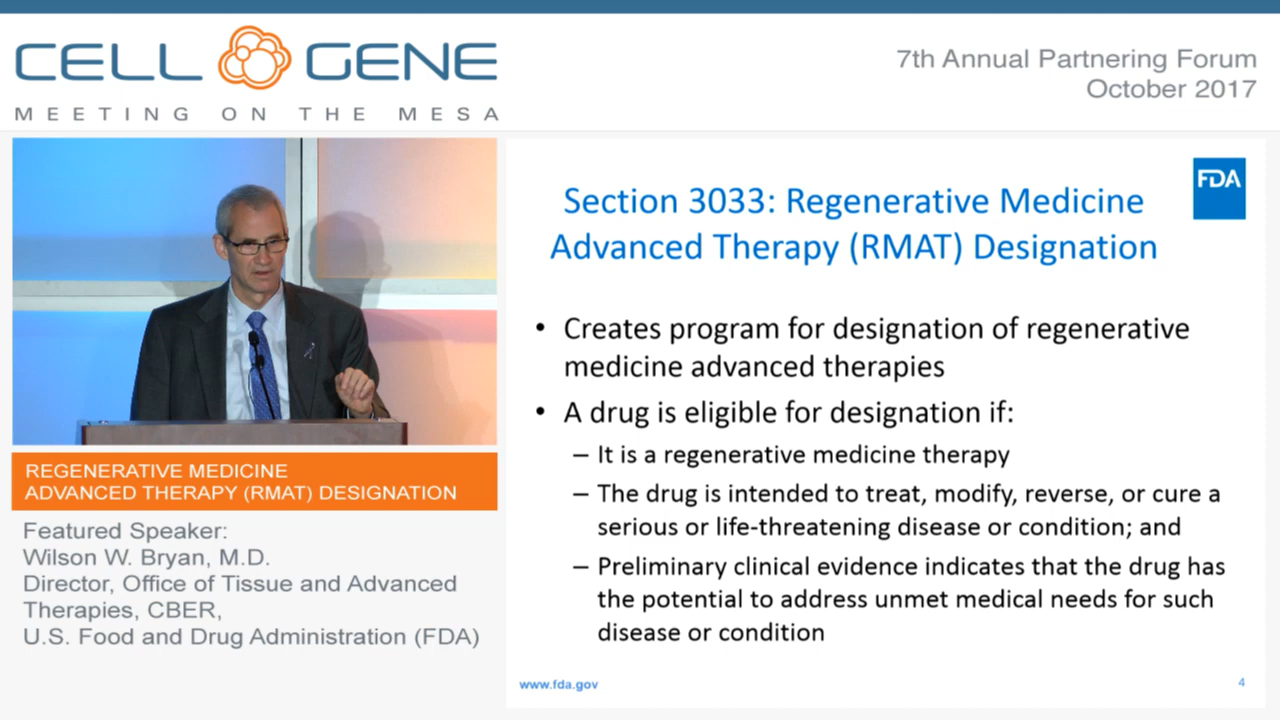 CELL GENE
MEETING ON THE MESA
7th Annual Partnering Forum
October 2017
REGENERATIVE MEDICINE
ADVANCED THERAPY (RMAT) DESIGNATION
Featured Speaker:
Wilson W. Bryan, M.D.
Director, Office of Tissue and Advanced
Therapies, CBER,
U.S. Food and Drug Administration (FDA)
FDA
Section 3033: Regenerative Medicine
Advanced Therapy (RMAT) Designation
• Creates program for designation of regenerative
medicine advanced therapies
• A drug is eligible for designation if:
– It is a regenerative medicine therapy
– The drug is intended to treat, modify, reverse, or cure a
serious or life-threatening disease or condition; and
– Preliminary clinical evidence indicates that the drug has
the potential to address unmet medical needs for such
disease or condition
www.fda.gov
4